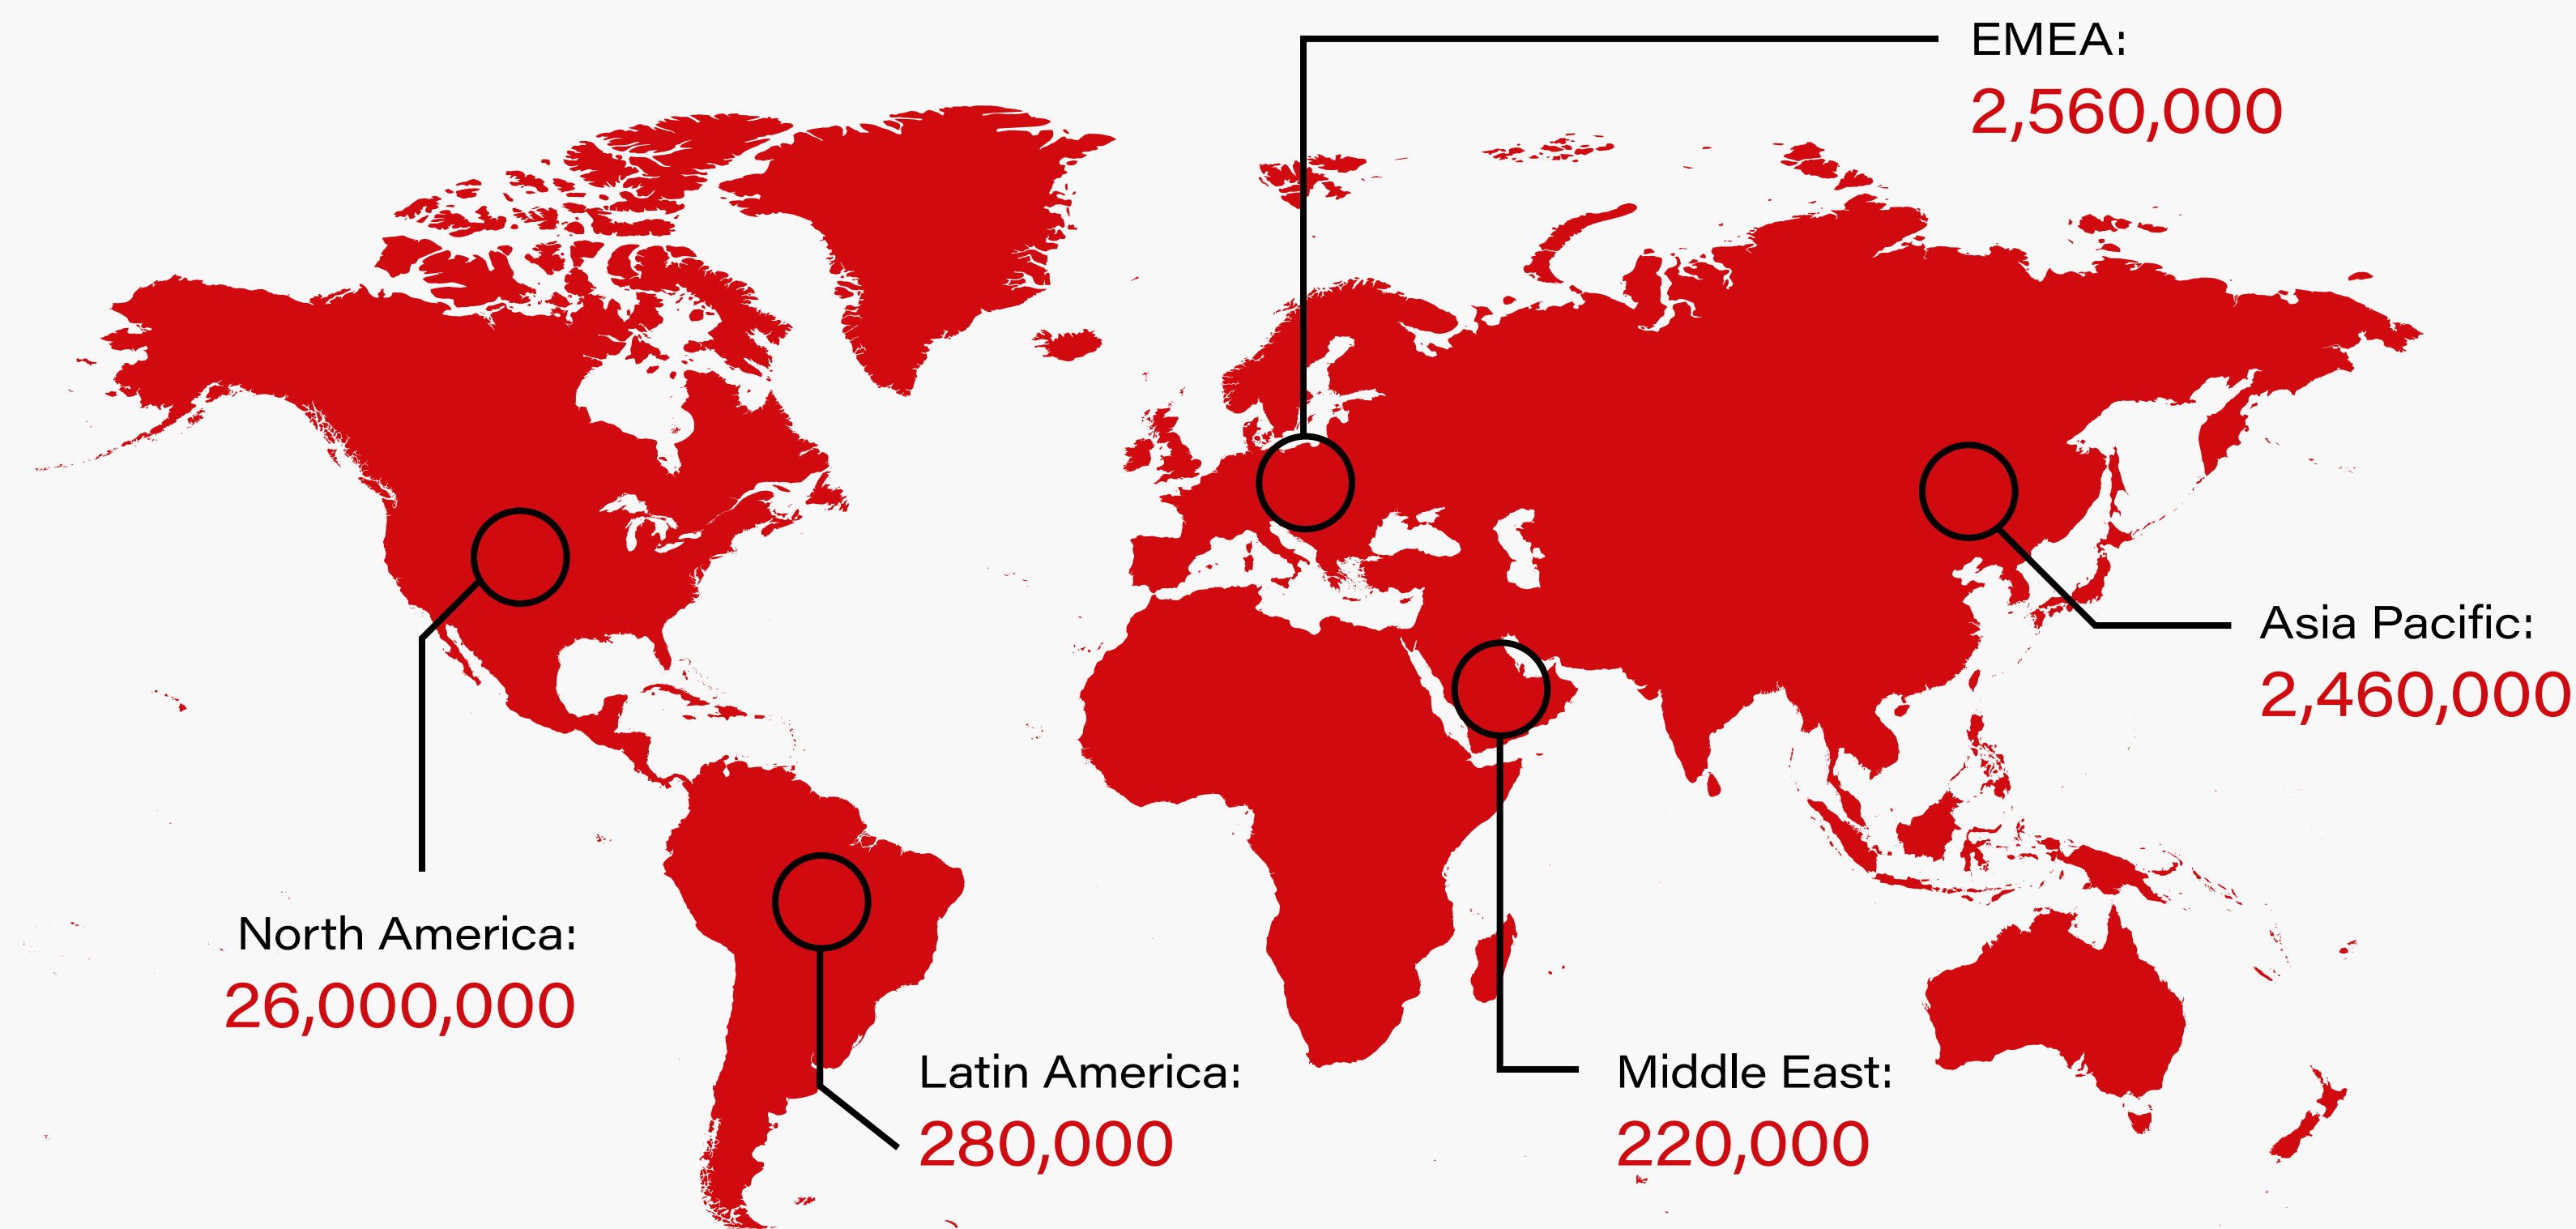 EMEA:
2,560,000
Asia Pacific:
2,460,000
North America:
26,000,000
Latin America:
280,000
Middle East:
220,000